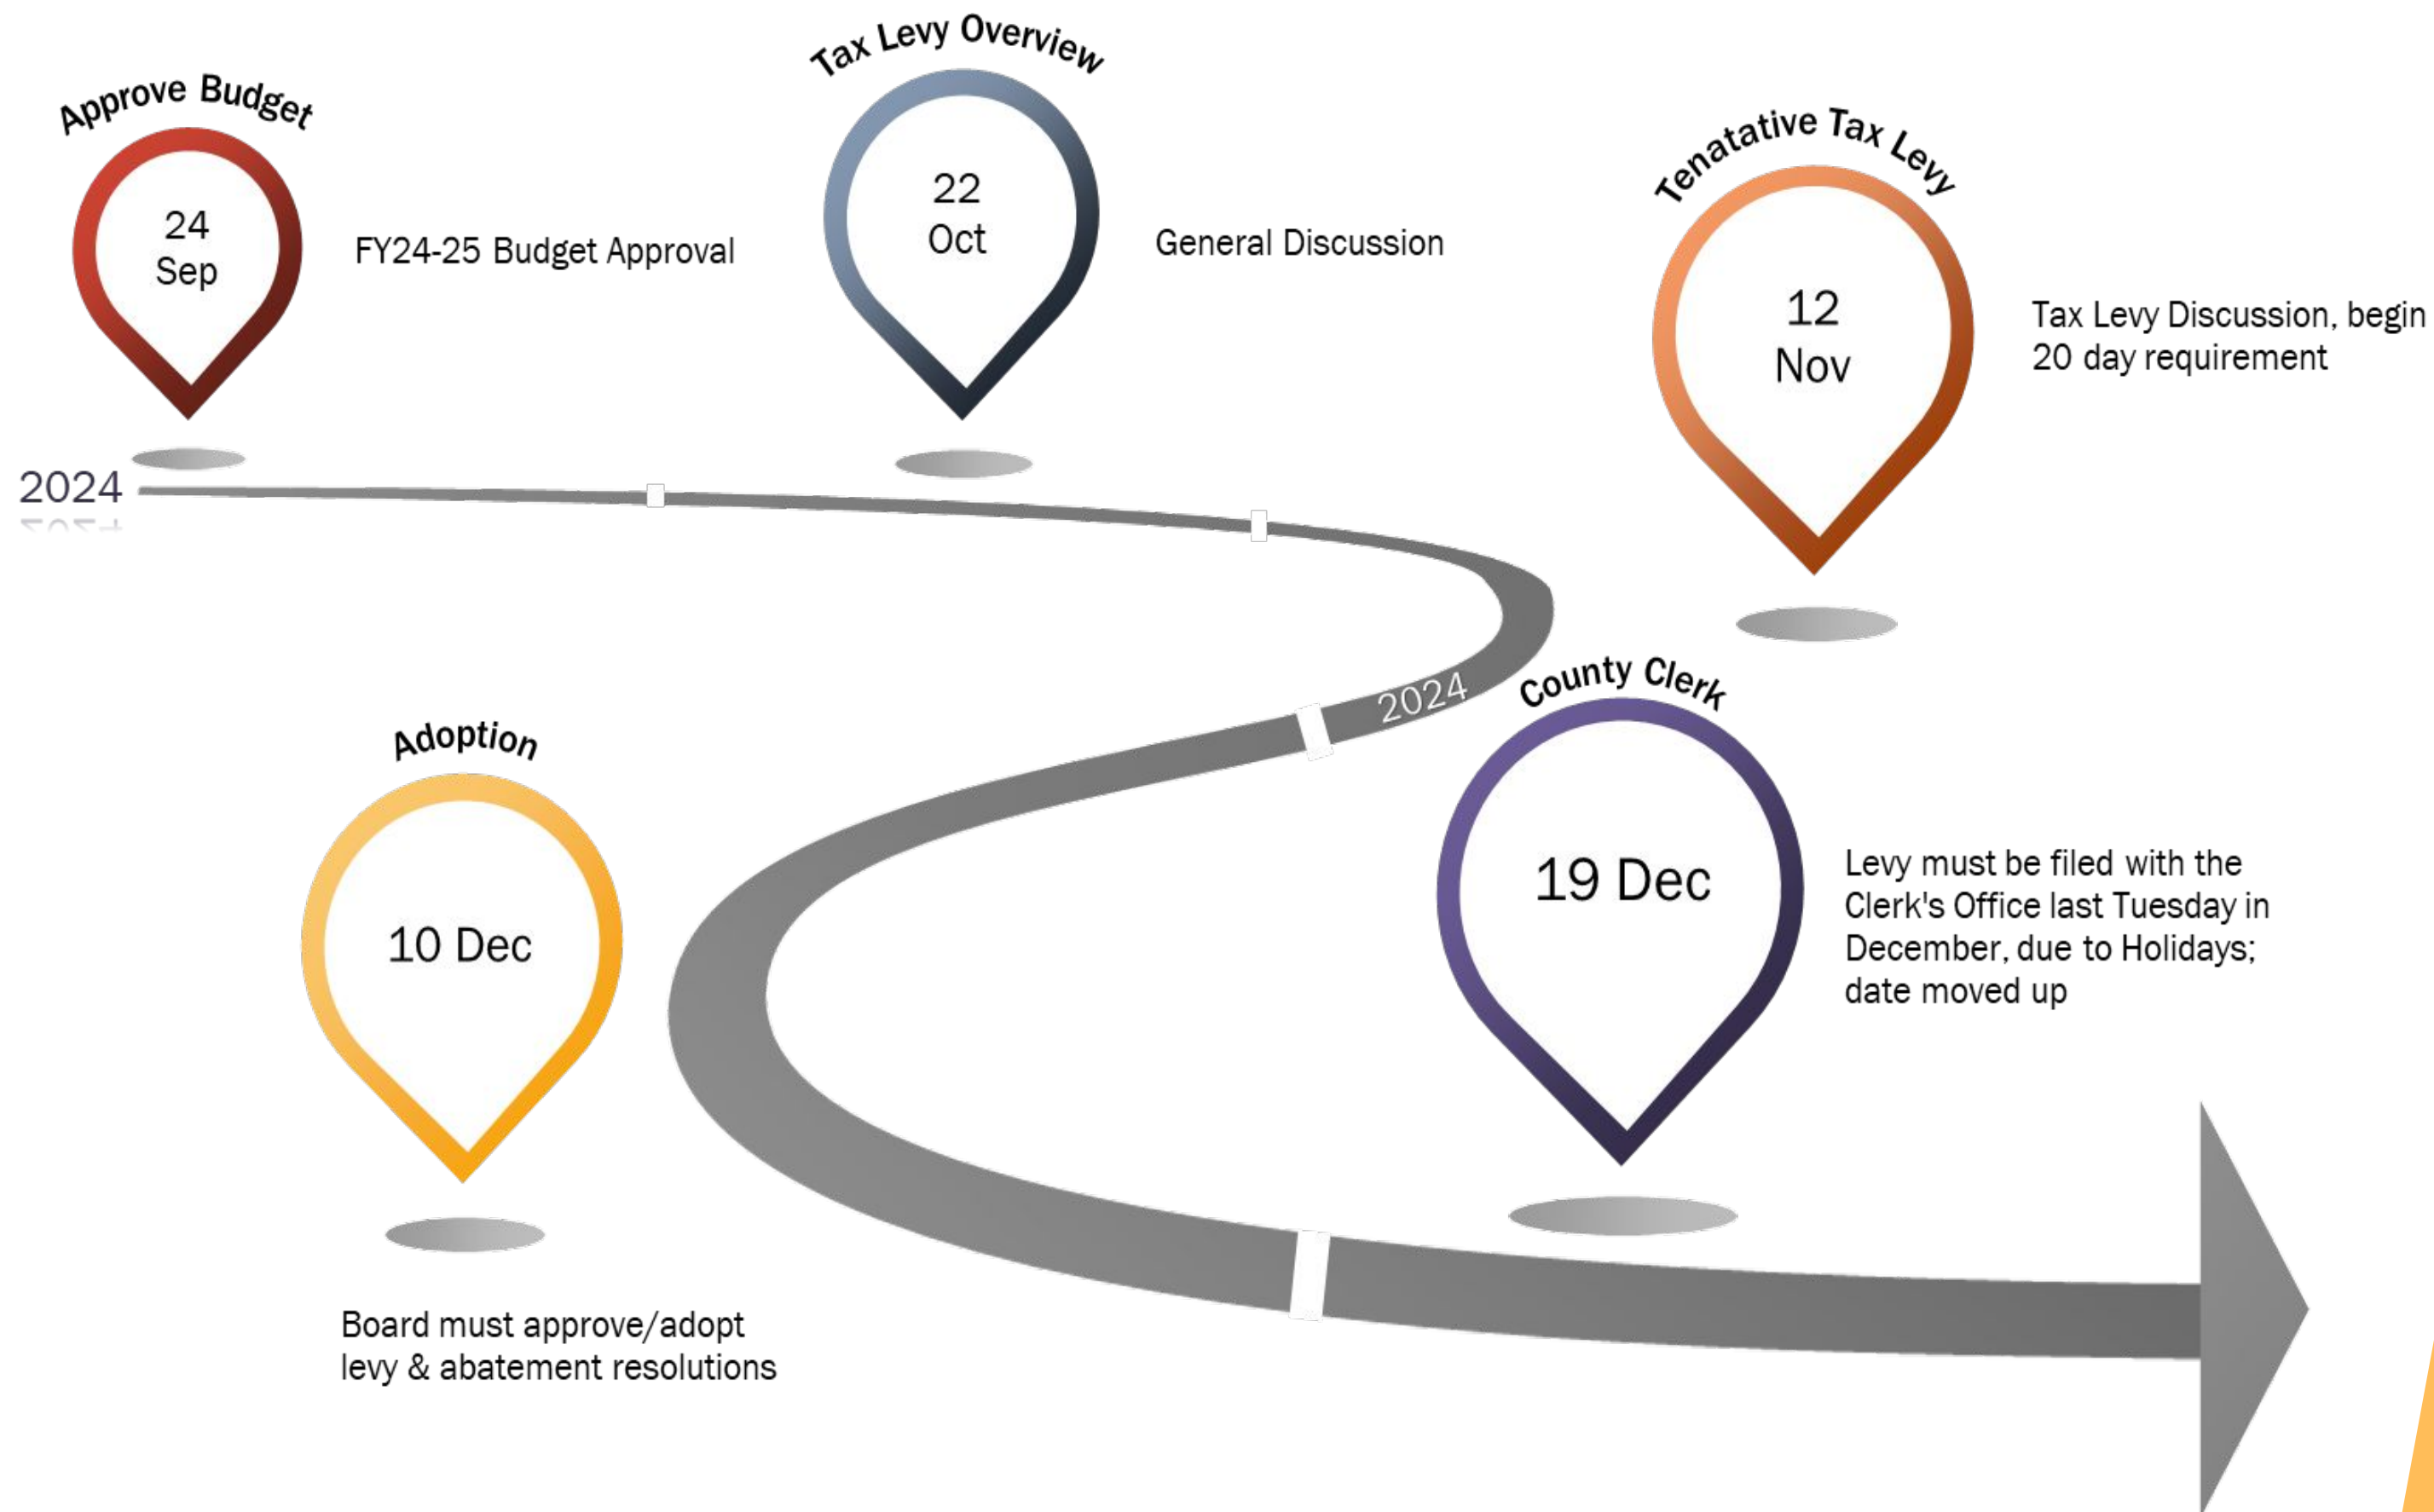 Approve Budget
24
Sep
FY24-25 Budget Approval
Tax Levy Overview
22
Oct
General Discussion
Tenatative Tax Levy
12
Nov
Tax Levy Discussion, begin
20 day requirement
2024
2024
Adoption
10 Dec
Board must approve/adopt
levy & abatement resolutions
County Clerk
19 Dec
Levy must be filed with the
Clerk's Office last Tuesday in
December, due to Holidays;
date moved up